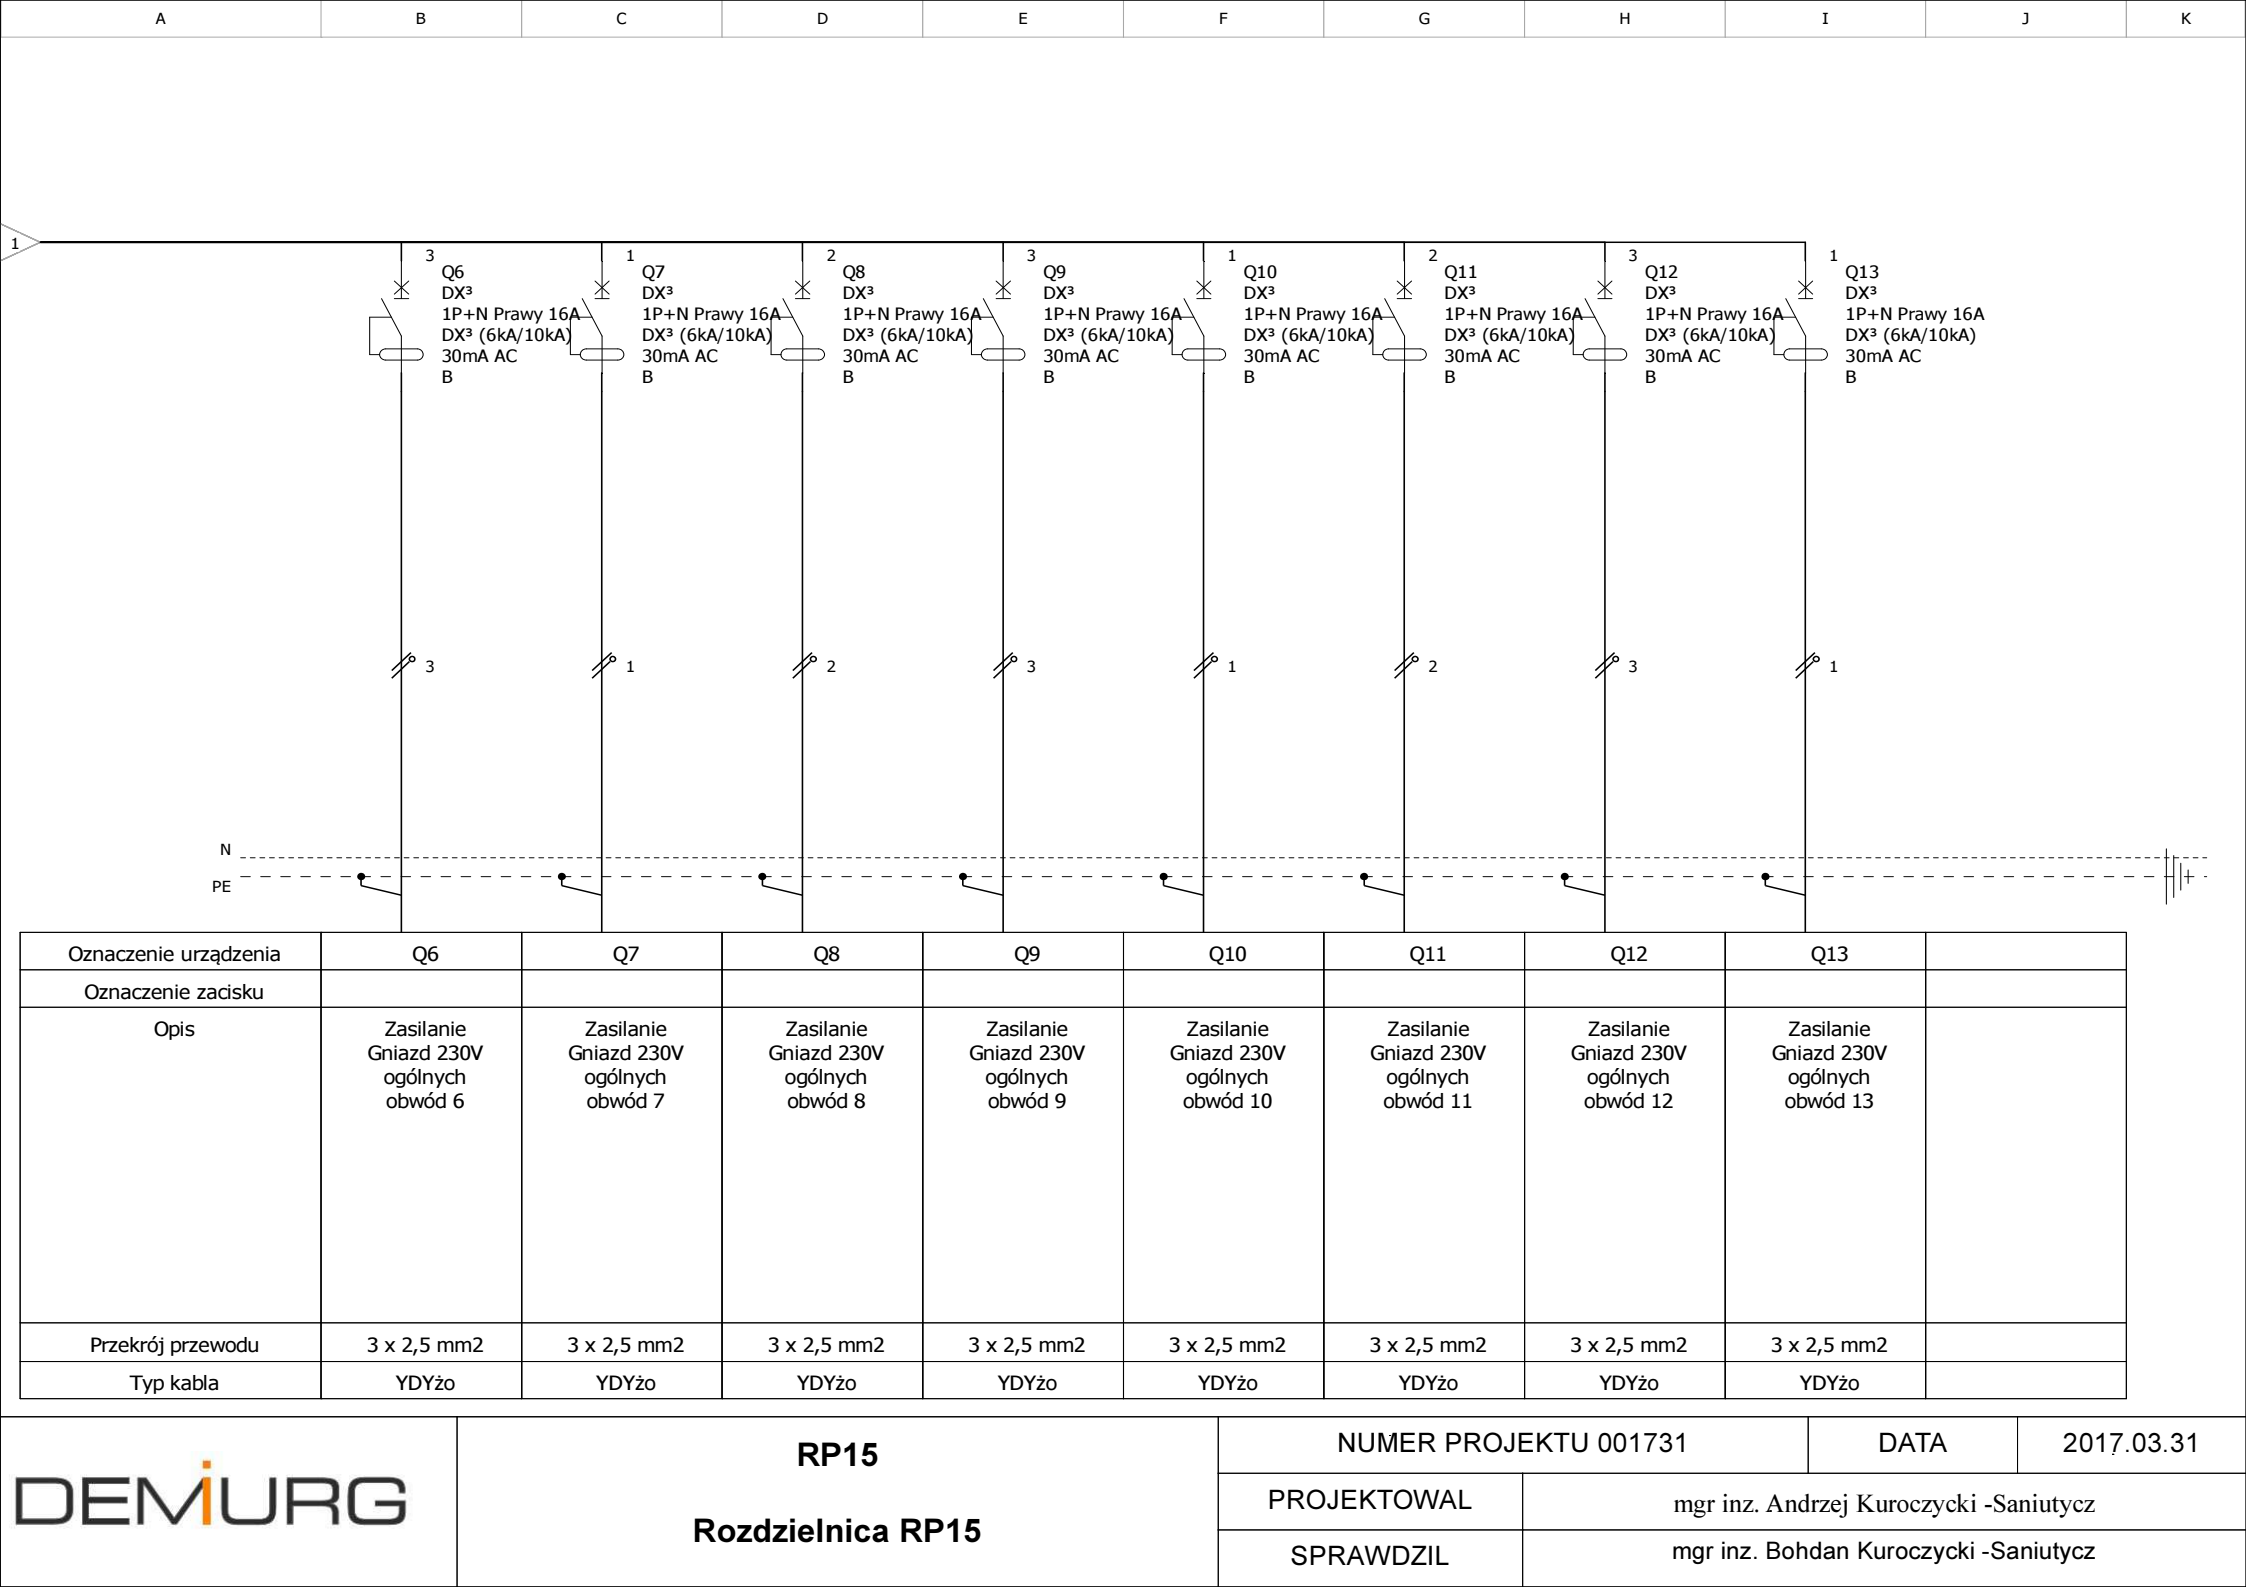 A B C D E F G H I J K
1
3 1 2 3 1 2 3 1
Q6
DX³
1P+N Prawy 16A
DX³ (6kA/10kA)
30mA AC
B
Q7
DX³
1P+N Prawy 16A
DX³ (6kA/10kA)
30mA AC
B
Q8
DX³
1P+N Prawy 16A
DX³ (6kA/10kA)
30mA AC
B
Q9
DX³
1P+N Prawy 16A
DX³ (6kA/10kA)
30mA AC
B
Q10
DX³
1P+N Prawy 16A
DX³ (6kA/10kA)
30mA AC
B
Q11
DX³
1P+N Prawy 16A
DX³ (6kA/10kA)
30mA AC
B
Q12
DX³
1P+N Prawy 16A
DX³ (6kA/10kA)
30mA AC
B
Q13
DX³
1P+N Prawy 16A
DX³ (6kA/10kA)
30mA AC
B
3 1 2 3 1 2 3 1
N
PE
Oznaczenie urządzenia Q6 Q7 Q8 Q9 Q10 Q11 Q12 Q13
Oznaczenie zacisku
Opis
Zasilanie
Gniazd 230V
ogólnych
obwód 6
Zasilanie
Gniazd 230V
ogólnych
obwód 7
Zasilanie
Gniazd 230V
ogólnych
obwód 8
Zasilanie
Gniazd 230V
ogólnych
obwód 9
Zasilanie
Gniazd 230V
ogólnych
obwód 10
Zasilanie
Gniazd 230V
ogólnych
obwód 11
Zasilanie
Gniazd 230V
ogólnych
obwód 12
Zasilanie
Gniazd 230V
ogólnych
obwód 13
Przekrój przewodu 3 x 2,5 mm2 3 x 2,5 mm2 3 x 2,5 mm2 3 x 2,5 mm2 3 x 2,5 mm2 3 x 2,5 mm2 3 x 2,5 mm2 3 x 2,5 mm2
Typ kabla YDYżo YDYżo YDYżo YDYżo YDYżo YDYżo YDYżo YDYżo
DEMiURG
RP15
Rozdzielnica RP15
NUMER PROJEKTU 001731 DATA 2017.03.31
PROJEKTOWAL mgr inz. Andrzej Kuroczycki -Saniutycz
SPRAWDZIL mgr inz. Bohdan Kuroczycki -Saniutycz